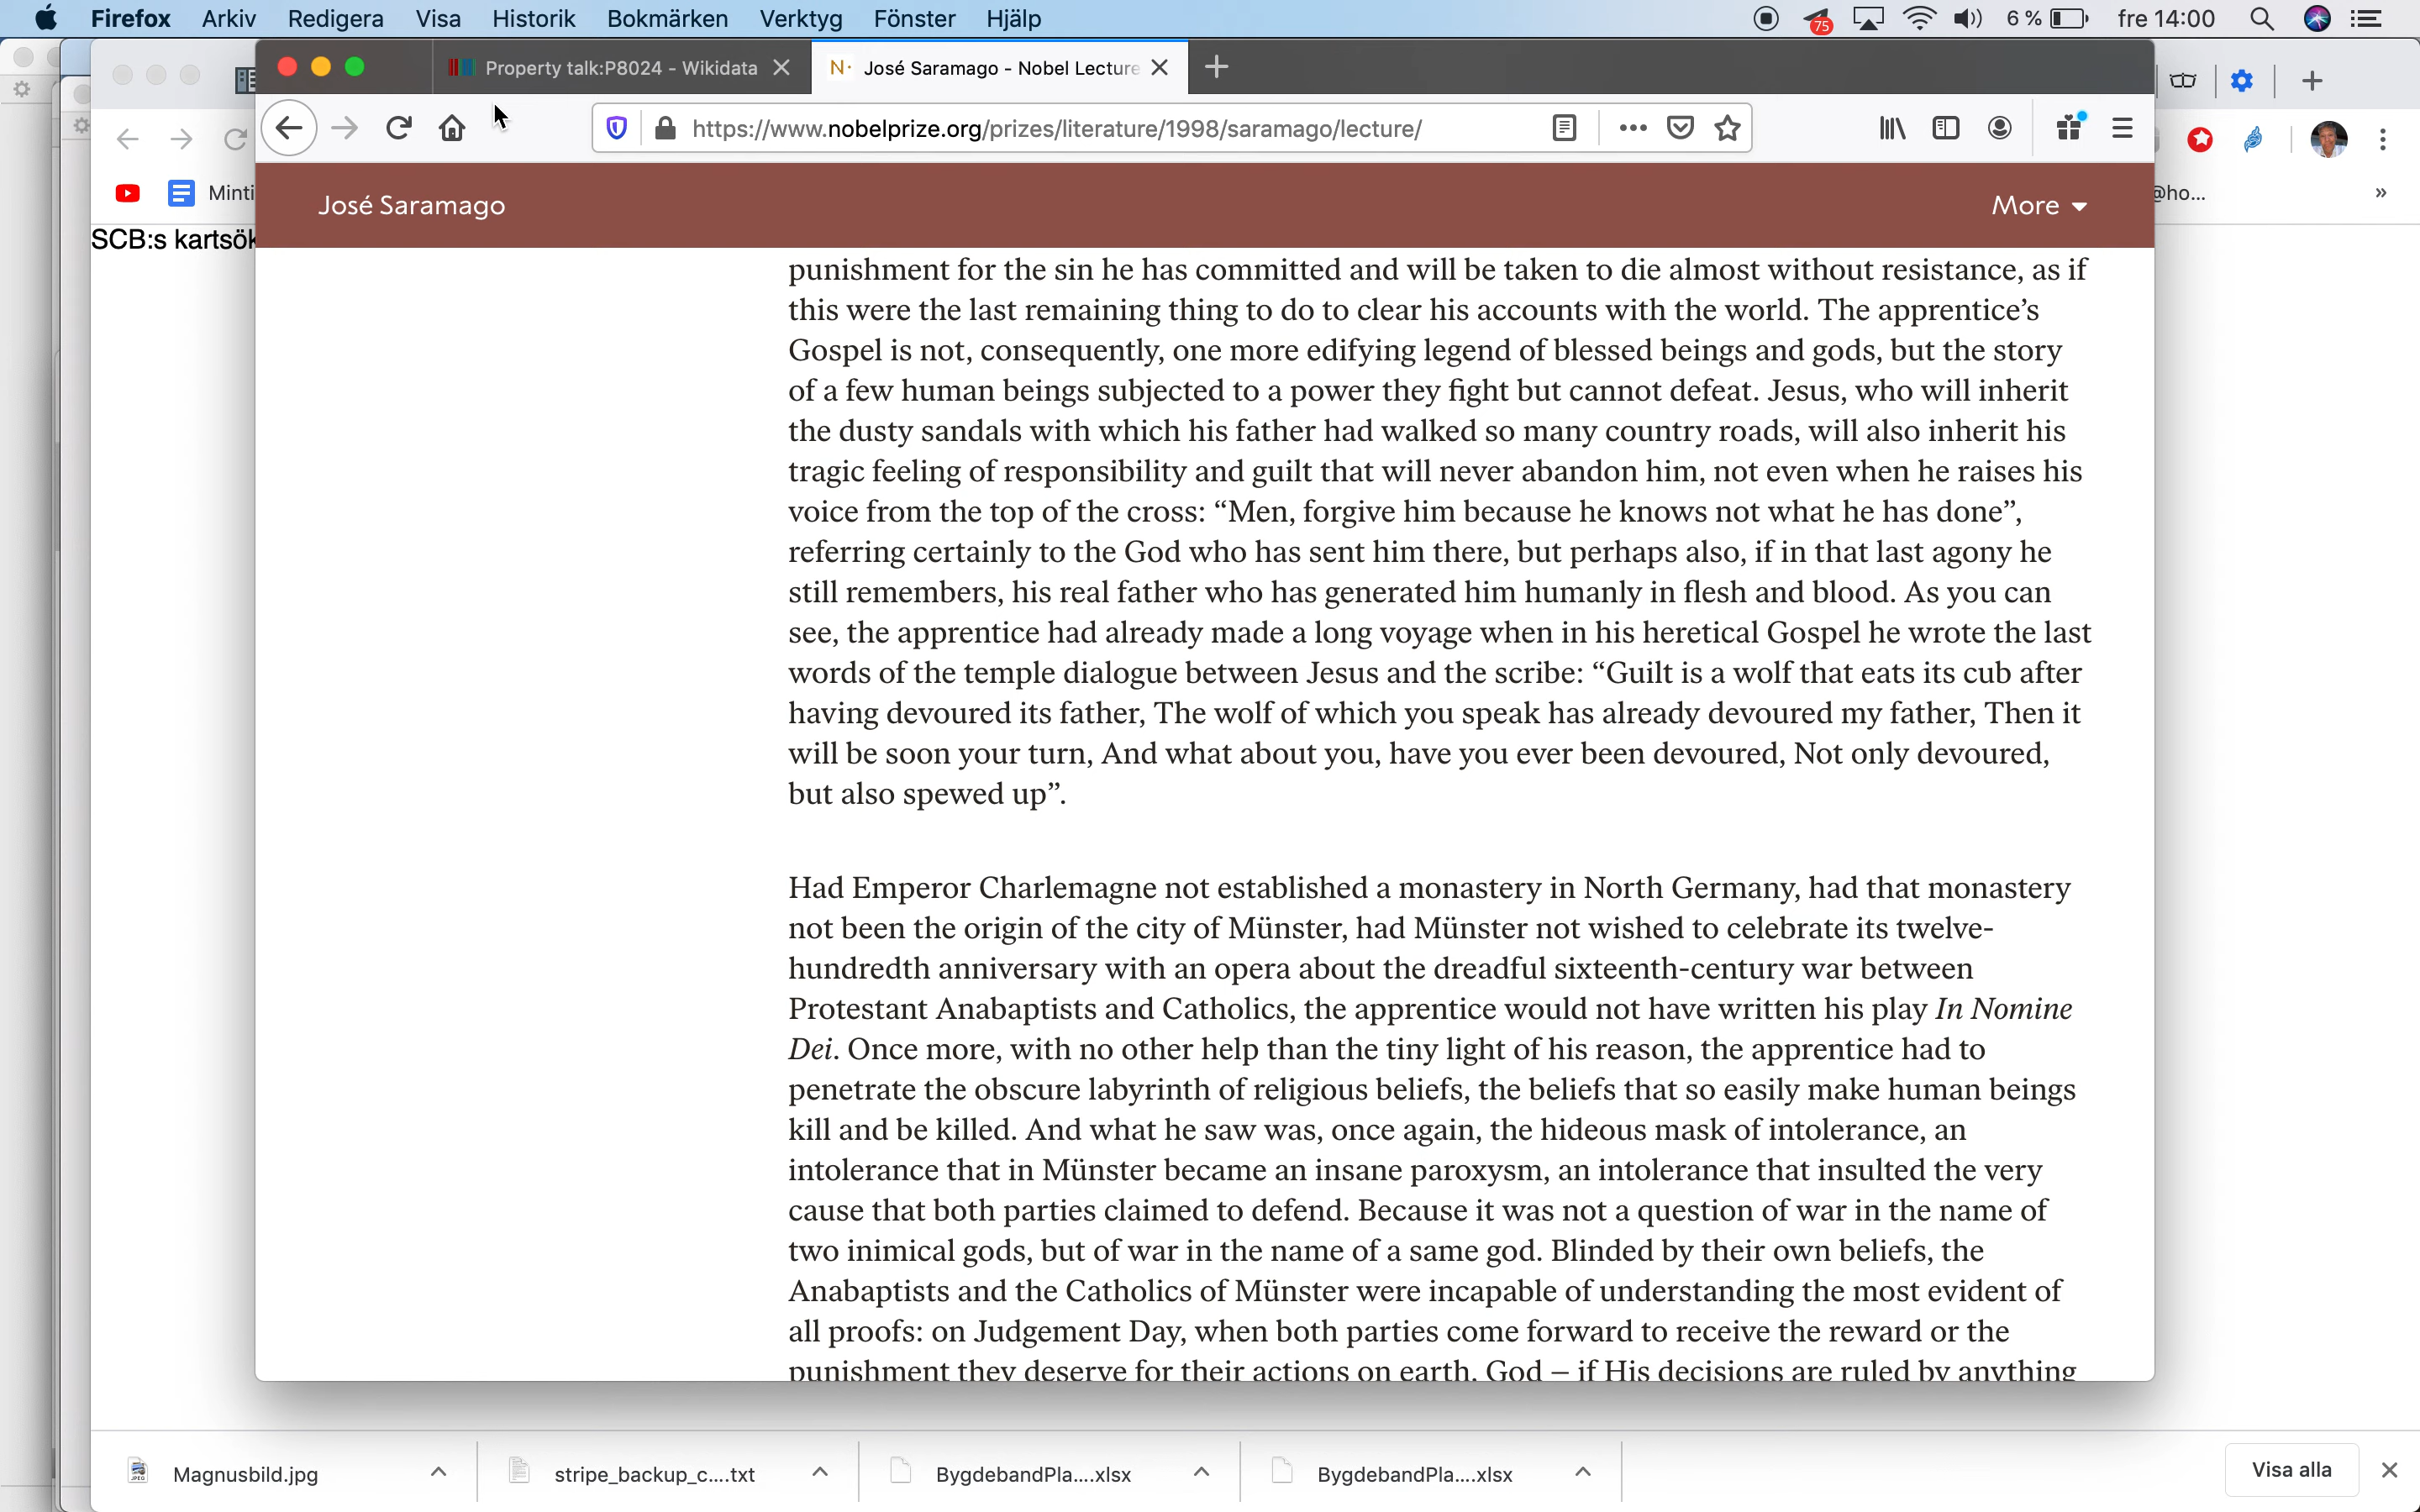 Firefox Arkiv Redigera Visa Historik Bokmärken Verktyg Fönster Hjälp 75 6 % fre 14:00
Property talk:P8024 - Wikidata
N· José Saramago - Nobel Lecture
https://www.nobelprize.org/prizes/literature/1998/saramago/lecture/
Minti
@ho... »
José Saramago More
SCB:s kartsök
punishment for the sin he has committed and will be taken to die almost without resistance, as if
this were the last remaining thing to do to clear his accounts with the world. The apprentice’s
Gospel is not, consequently, one more edifying legend of blessed beings and gods, but the story
of a few human beings subjected to a power they fight but cannot defeat. Jesus, who will inherit
the dusty sandals with which his father had walked so many country roads, will also inherit his
tragic feeling of responsibility and guilt that will never abandon him, not even when he raises his
voice from the top of the cross: “Men, forgive him because he knows not what he has done”,
referring certainly to the God who has sent him there, but perhaps also, if in that last agony he
still remembers, his real father who has generated him humanly in flesh and blood. As you can
see, the apprentice had already made a long voyage when in his heretical Gospel he wrote the last
words of the temple dialogue between Jesus and the scribe: “Guilt is a wolf that eats its cub after
having devoured its father, The wolf of which you speak has already devoured my father, Then it
will be soon your turn, And what about you, have you ever been devoured, Not only devoured,
but also spewed up”.
Had Emperor Charlemagne not established a monastery in North Germany, had that monastery
not been the origin of the city of Münster, had Münster not wished to celebrate its twelve-
hundredth anniversary with an opera about the dreadful sixteenth-century war between
Protestant Anabaptists and Catholics, the apprentice would not have written his play In Nomine
Dei. Once more, with no other help than the tiny light of his reason, the apprentice had to
penetrate the obscure labyrinth of religious beliefs, the beliefs that so easily make human beings
kill and be killed. And what he saw was, once again, the hideous mask of intolerance, an
intolerance that in Münster became an insane paroxysm, an intolerance that insulted the very
cause that both parties claimed to defend. Because it was not a question of war in the name of
two inimical gods, but of war in the name of a same god. Blinded by their own beliefs, the
Anabaptists and the Catholics of Münster were incapable of understanding the most evident of
all proofs: on Judgement Day, when both parties come forward to receive the reward or the
punishment they deserve for their actions on earth, God – if His decisions are ruled by anything
Magnusbild.jpg
stripe_backup_c....txt
BygdebandPla....xlsx
BygdebandPla....xlsx
Visa alla